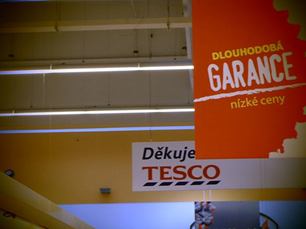 DLOUHODOBÁ
GARANCE
nízké ceny
Děkuje
TESCO